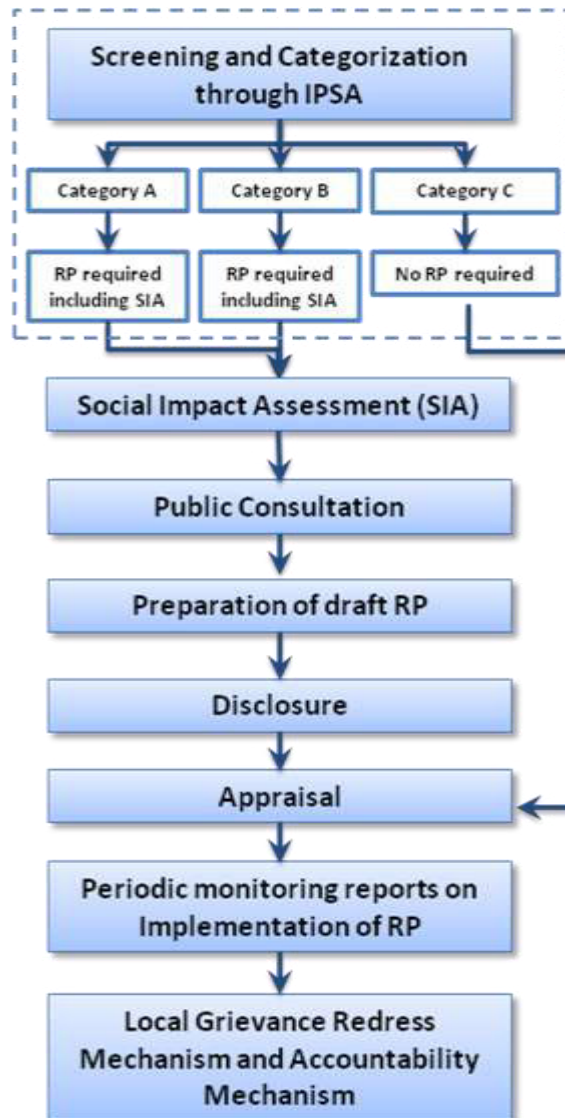 Screening and Categorization
through IPSA
Category A
Category B
Category C
RP required
including SIA
RP required
including SIA
No RP required
Social Impact Assessment (SIA)
Public Consultation
Preparation of draft RP
Disclosure
Appraisal
Periodic monitoring reports on
Implementation of RP
Local Grievance Redress
Mechanism and Accountability
Mechanism